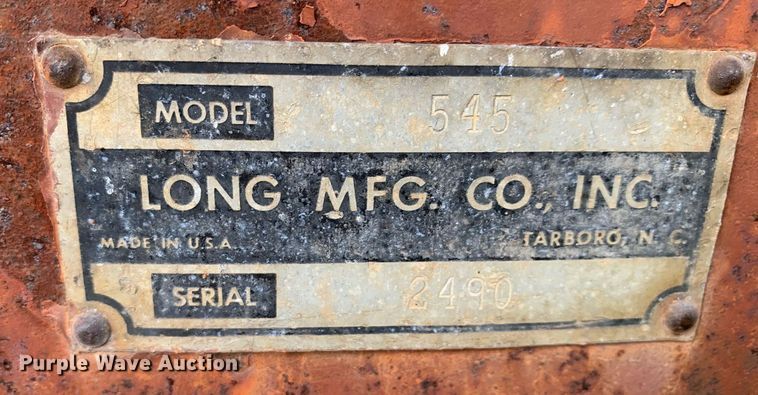 MODEL 545
LONG MFG. CO., INC.
MADE IN U.S.A TARBORO, N. C.
SERIAL 2490
Purple Wave Auction